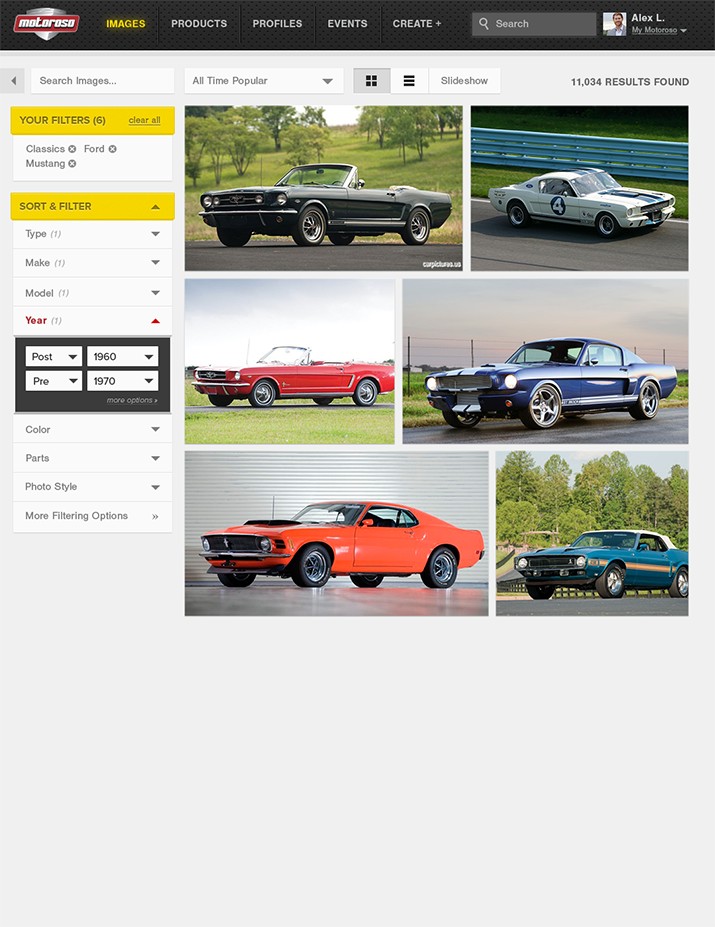 motoroso
IMAGES PRODUCTS PROFILES EVENTS CREATE +
Search
Alex L.
My Motoroso
Search Images...
All Time Popular
Slideshow
11,034 RESULTS FOUND
YOUR FILTERS (6) clear all
Classics Ford
Mustang
SORT & FILTER
Type (1)
Make (1)
Model (1)
Year (1)
Post 1960
Pre 1970
more options »
Color
Parts
Photo Style
More Filtering Options »
carpictures.us
4